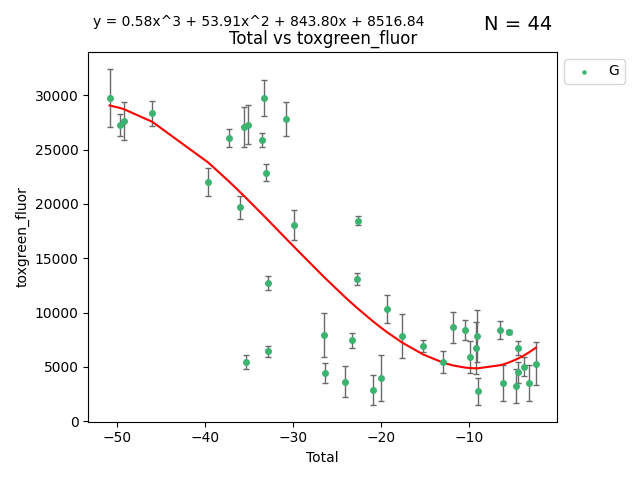 y = 0.58x^3 + 53.91x^2 + 843.80x + 8516.84
N = 44
Total vs toxgreen_fluor
G
30000
25000
20000
15000
10000
5000
0
toxgreen_fluor
−50 −40 −30 −20 −10
Total